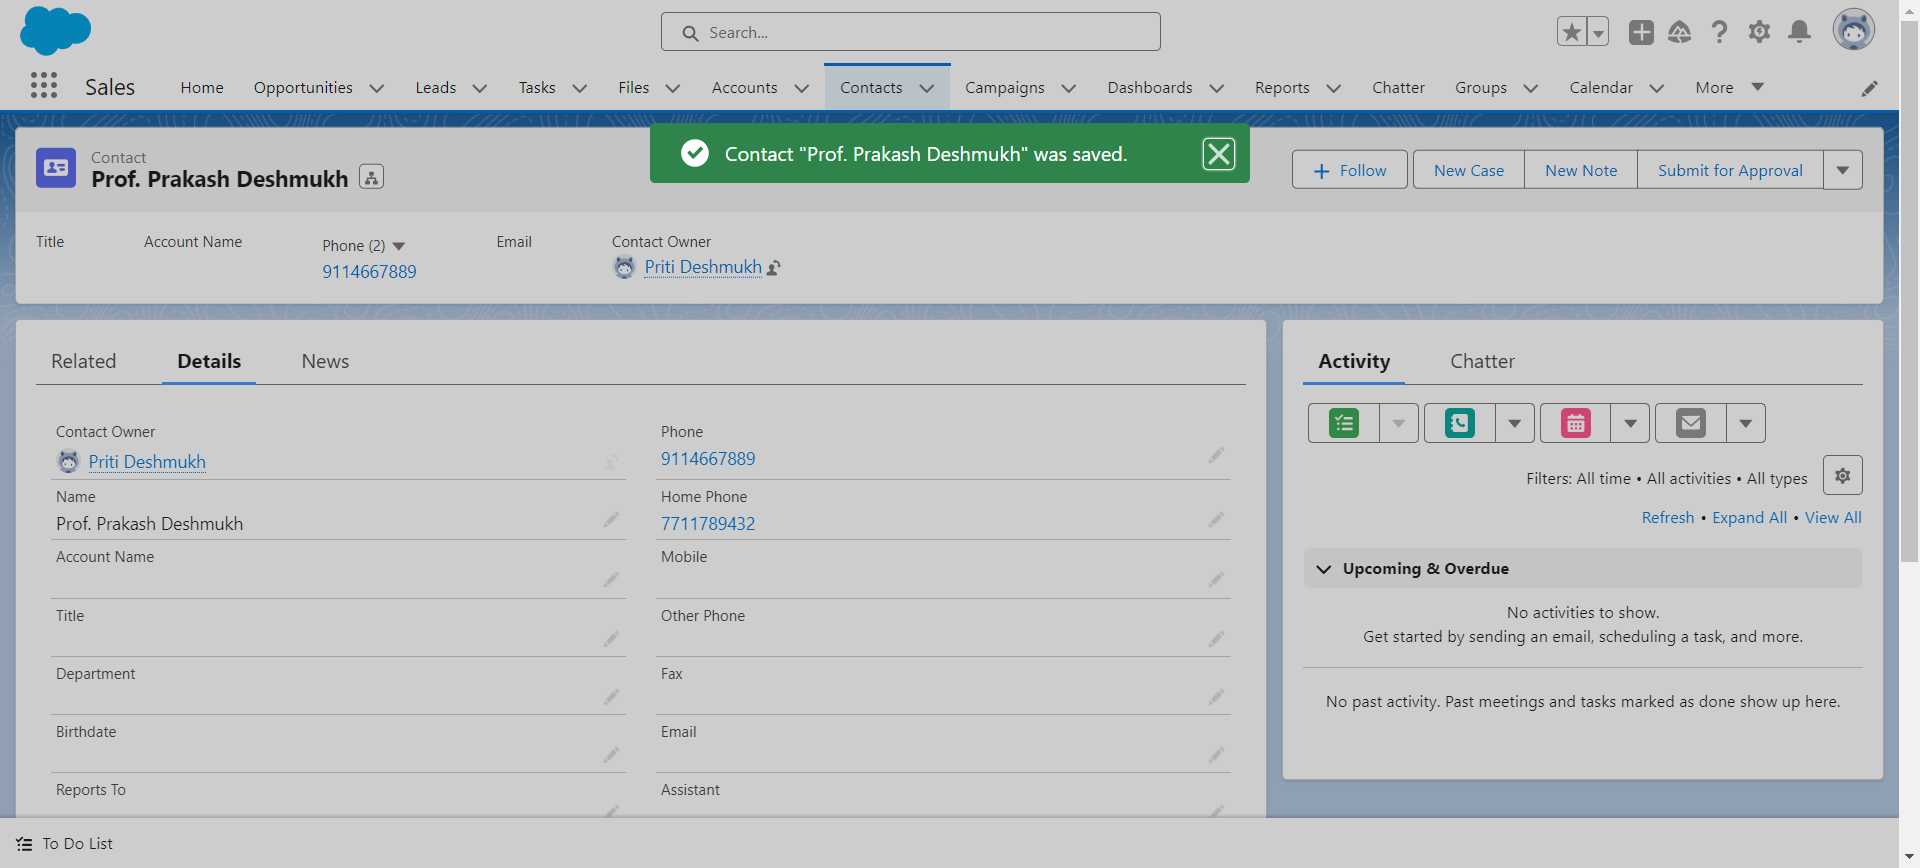 Search...
Sales
Home
Opportunities
Leads
Tasks
Files
Accounts
Contacts
Campaigns
Dashboards
Reports
Chatter
Groups
Calendar
More
Contact "Prof. Prakash Deshmukh" was saved.
Contact
Prof. Prakash Deshmukh
Follow
New Case
New Note
Submit for Approval
Title
Account Name
Phone (2)
9114667889
Email
Contact Owner
Priti Deshmukh
Related
Details
News
Contact Owner
Priti Deshmukh
Phone
9114667889
Name
Prof. Prakash Deshmukh
Home Phone
7711789432
Account Name
Mobile
Title
Other Phone
Department
Fax
Birthdate
Email
Reports To
Assistant
Activity
Chatter
Filters: All time • All activities • All types
Refresh • Expand All • View All
Upcoming & Overdue
No activities to show.
Get started by sending an email, scheduling a task, and more.
No past activity. Past meetings and tasks marked as done show up here.
To Do List